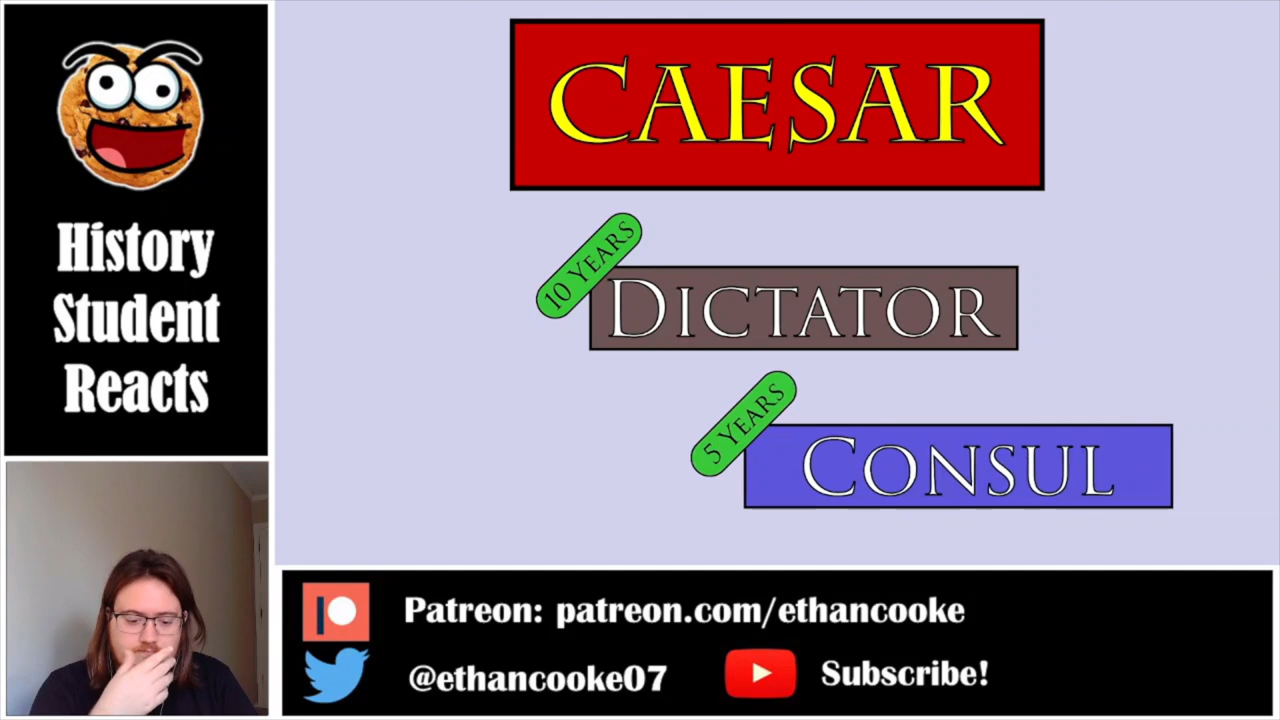 History
Student
Reacts
CAESAR
10 YEARS
DICTATOR
5 YEARS
CONSUL
Patreon: patreon.com/ethancooke
@ethancooke07
Subscribe!